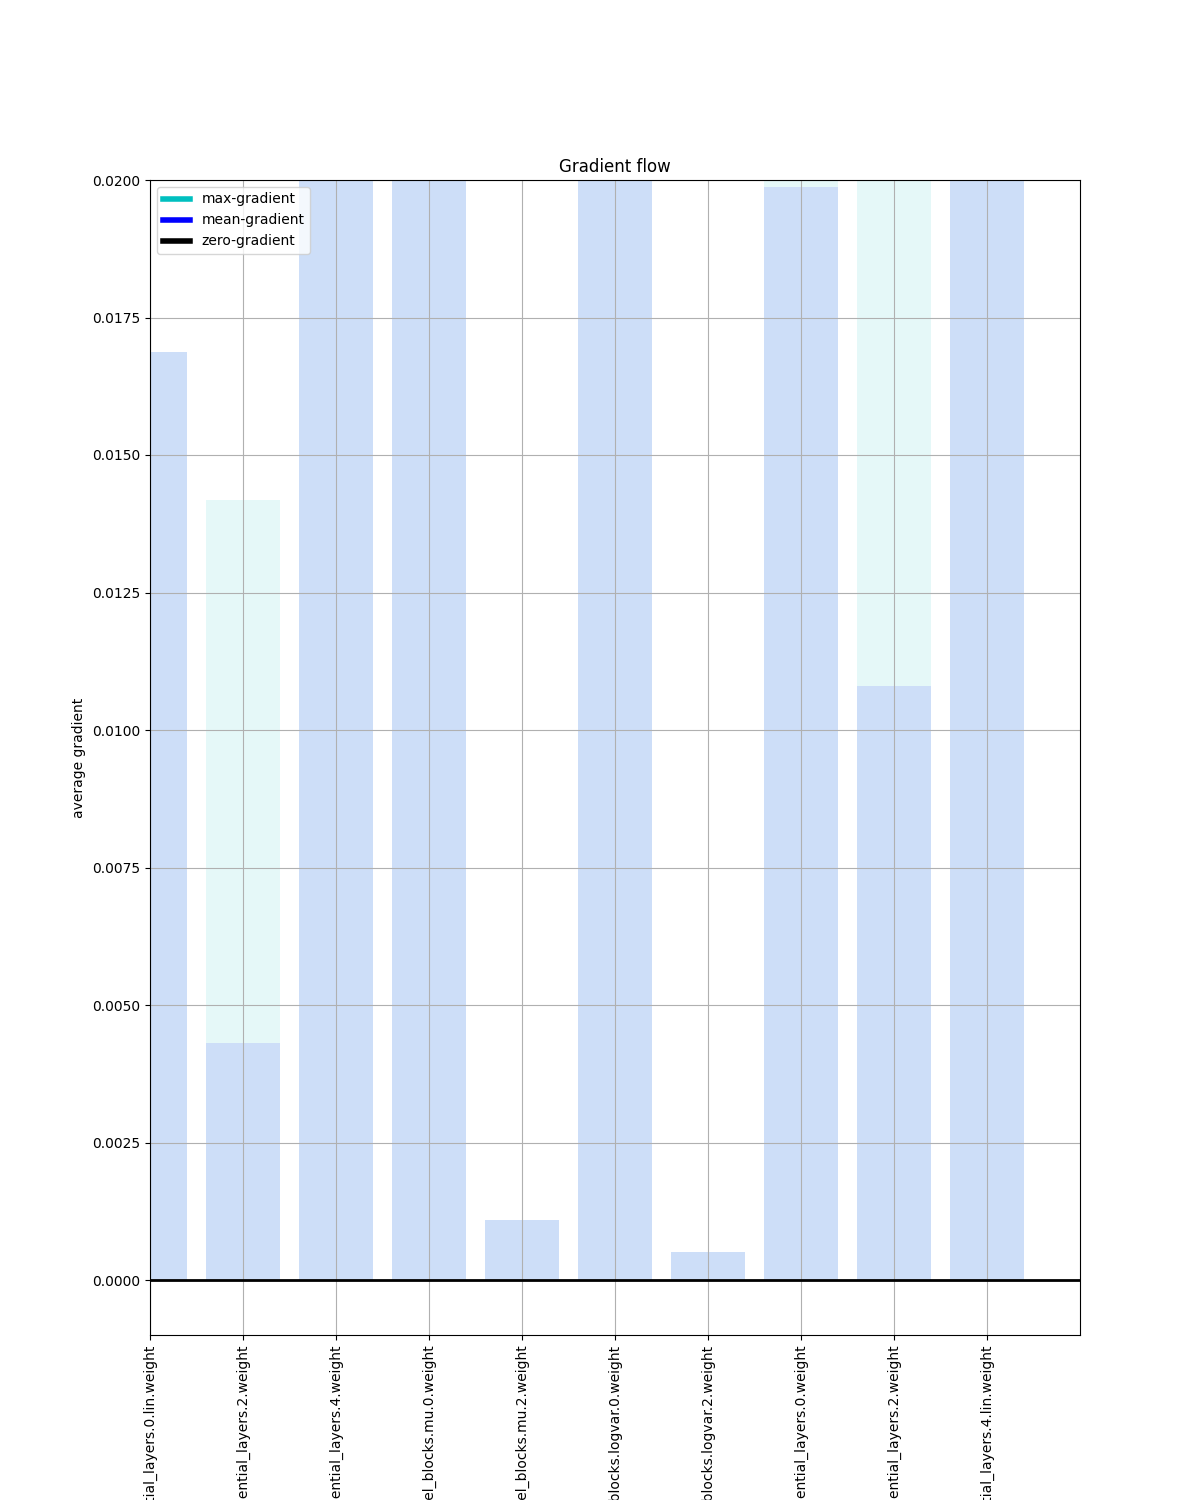 Gradient flow
max-gradient
mean-gradient
zero-gradient
0.0200
0.0175
0.0150
0.0125
0.0100
0.0075
0.0050
0.0025
0.0000
average gradient
tial_layers.0.lin.weight
ential_layers.2.weight
ential_layers.4.weight
el_blocks.mu.0.weight
el_blocks.mu.2.weight
blocks.logvar.0.weight
blocks.logvar.2.weight
ential_layers.0.weight
ential_layers.2.weight
tial_layers.4.lin.weight